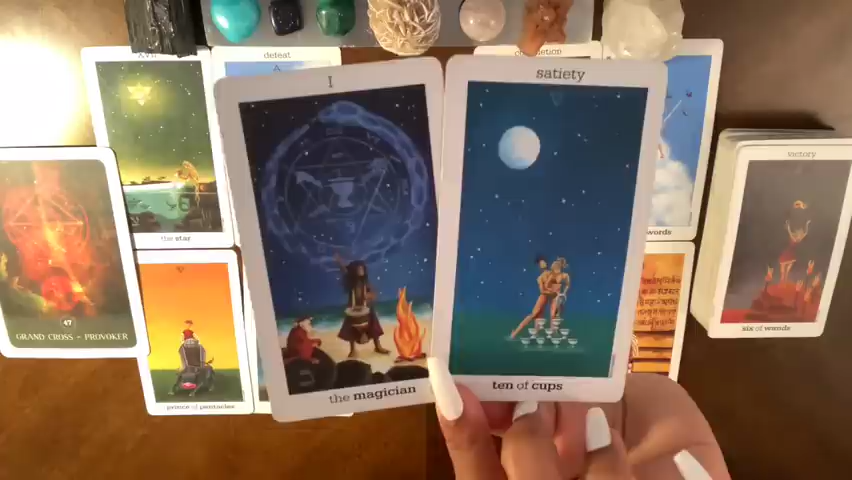 XVII
defeat
the star
I
the magician
satiety
ten of cups
words
victory
six of wands
47
GRAND CROSS - PROVOKER
prince of pentacles